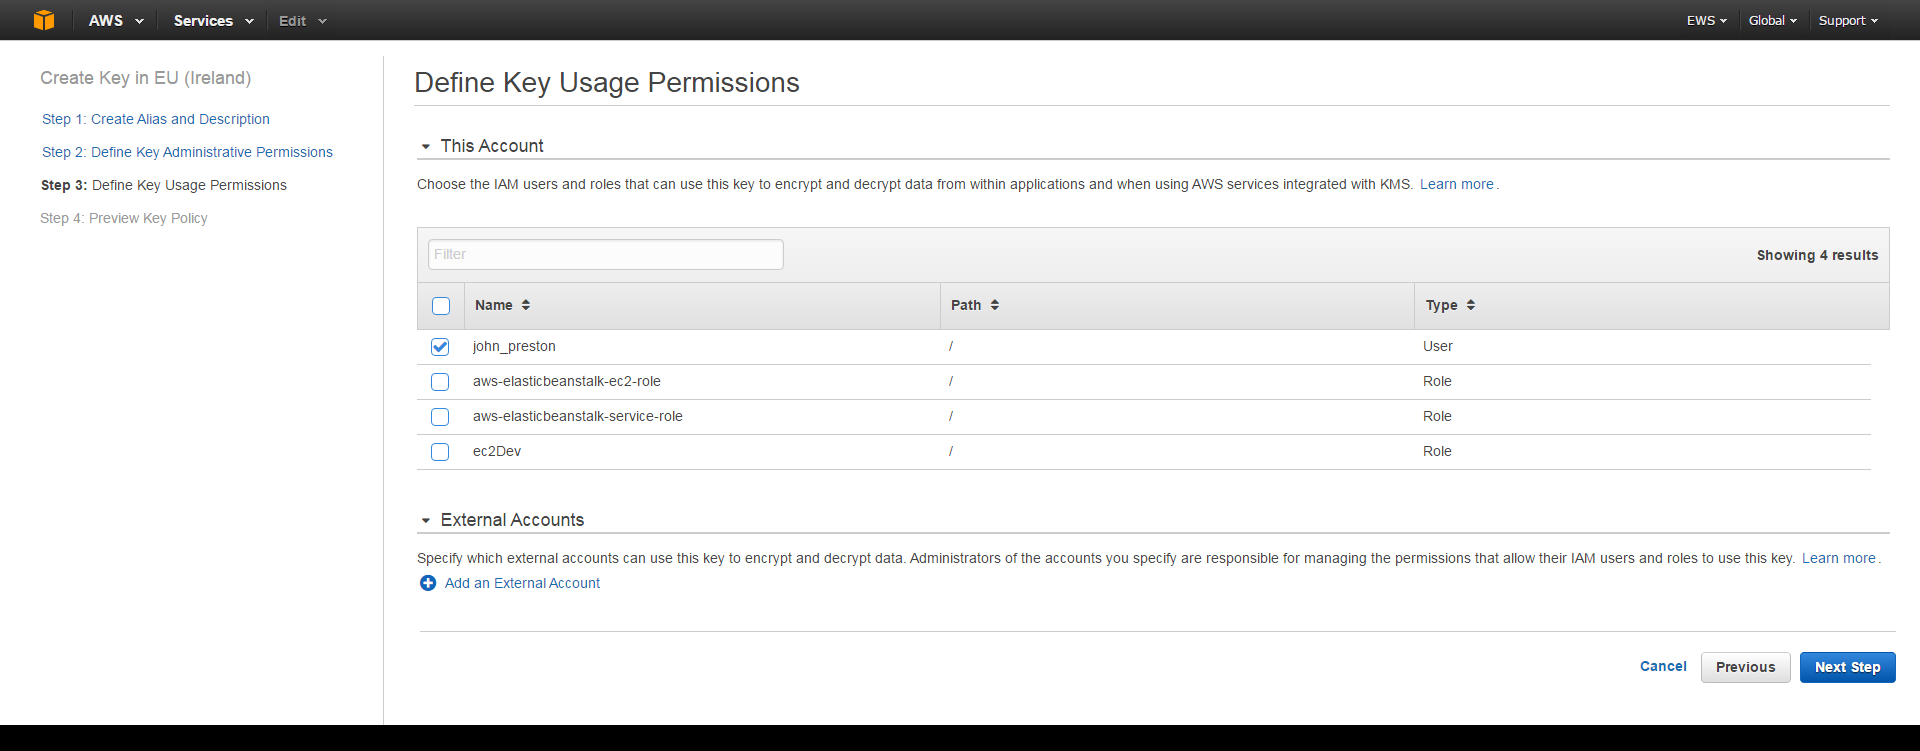 AWS Services Edit EWS Global Support
Create Key in EU (Ireland)
Step 1: Create Alias and Description
Step 2: Define Key Administrative Permissions
Step 3: Define Key Usage Permissions
Step 4: Preview Key Policy
Define Key Usage Permissions
This Account
Choose the IAM users and roles that can use this key to encrypt and decrypt data from within applications and when using AWS services integrated with KMS. Learn more.
Filter Showing 4 results
Name Path Type
john_preston / User
aws-elasticbeanstalk-ec2-role / Role
aws-elasticbeanstalk-service-role / Role
ec2Dev / Role
External Accounts
Specify which external accounts can use this key to encrypt and decrypt data. Administrators of the accounts you specify are responsible for managing the permissions that allow their IAM users and roles to use this key. Learn more.
Add an External Account
Cancel Previous Next Step